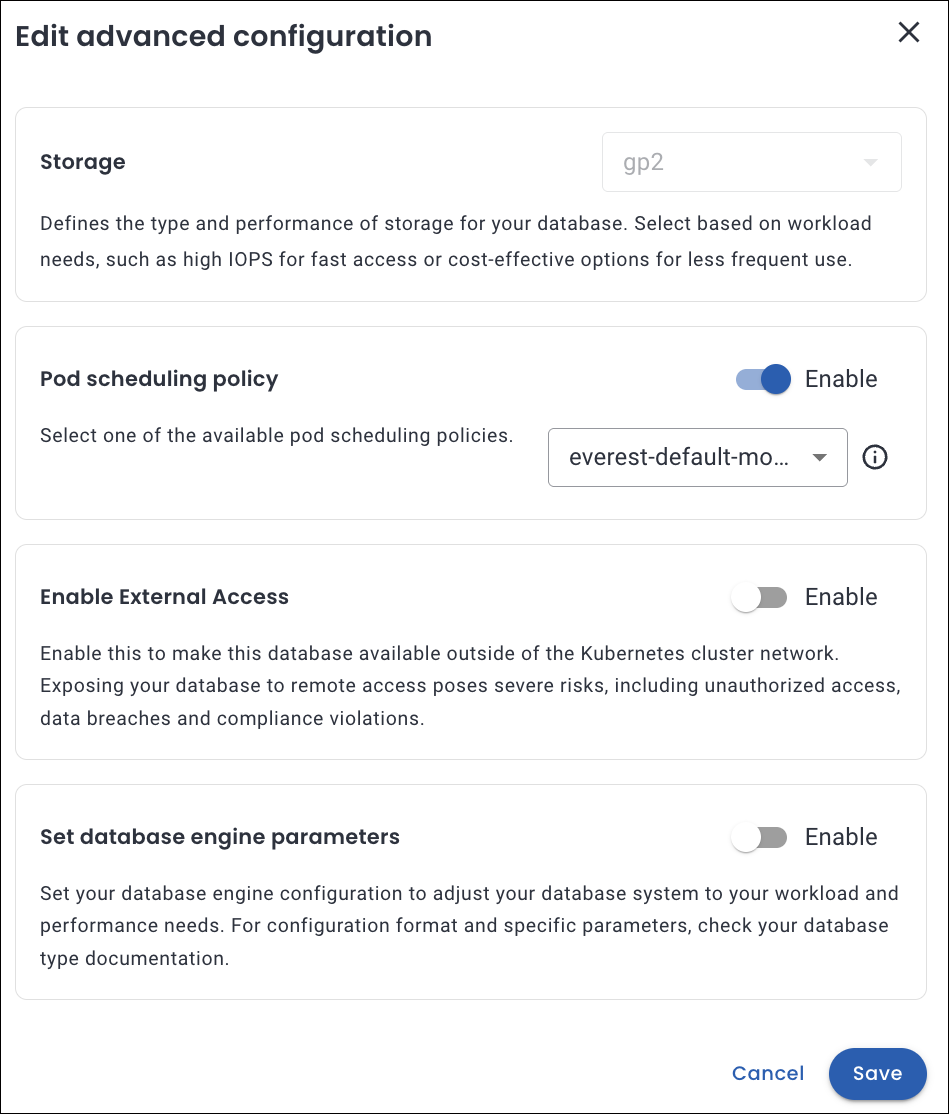 Edit advanced configuration
Storage
gp2
Defines the type and performance of storage for your database. Select based on workload
needs, such as high IOPS for fast access or cost-effective options for less frequent use.
Pod scheduling policy
Enable
Select one of the available pod scheduling policies.
everest-default-mo...
Enable External Access
Enable
Enable this to make this database available outside of the Kubernetes cluster network.
Exposing your database to remote access poses severe risks, including unauthorized access,
data breaches and compliance violations.
Set database engine parameters
Enable
Set your database engine configuration to adjust your database system to your workload and
performance needs. For configuration format and specific parameters, check your database
type documentation.
Cancel
Save